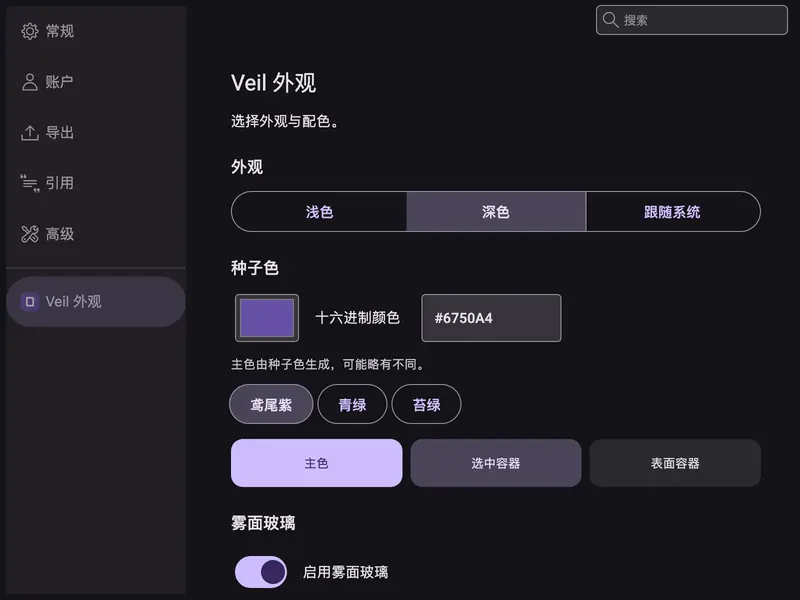 常规
账户
导出
引用
高级
Veil 外观
搜索
Veil 外观
选择外观与配色。
外观
浅色
深色
跟随系统
种子色
十六进制颜色
#6750A4
主色由种子色生成，可能略有不同。
鸢尾紫
青绿
苔绿
主色
选中容器
表面容器
雾面玻璃
启用雾面玻璃